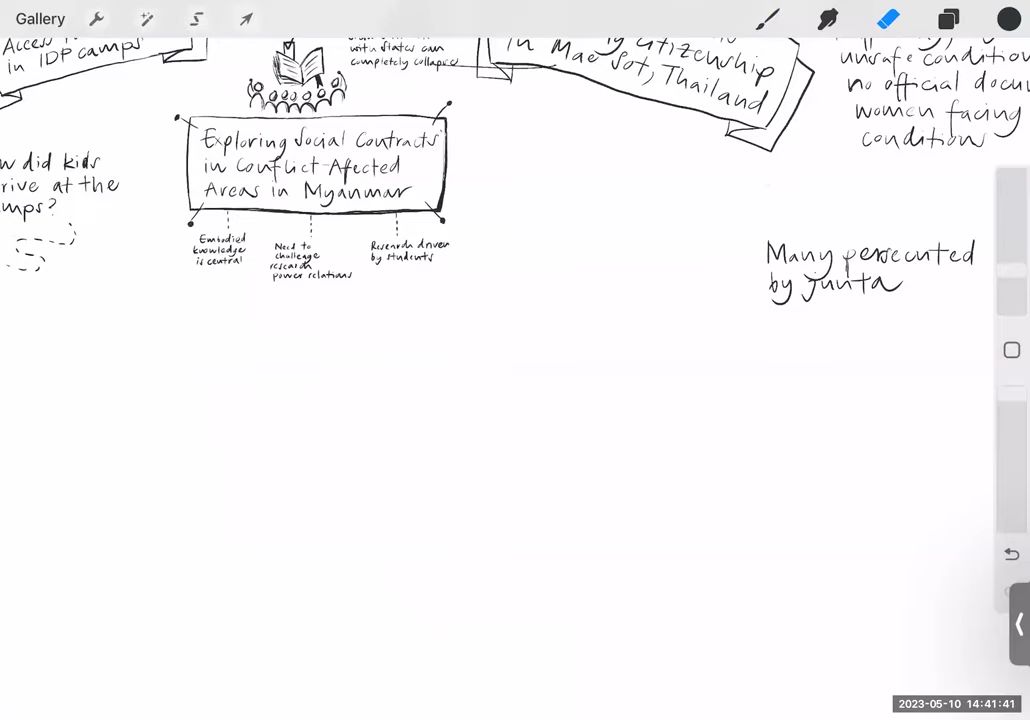 Gallery
Access
in IDP camps
with States can
completely collapse
Citizenship
in Mae Sot, Thailand
unsafe condition
no official docu
women facing
conditions
Exploring Social Contracts
in Conflict-Affected
Areas in Myanmar
w did kids
rive at the
mps?
Embodied
knowledge
is central
Need to
challenge
research
power relations
Research driven
by students
Many persecuted
by junta
2023-05-10 14:41:41